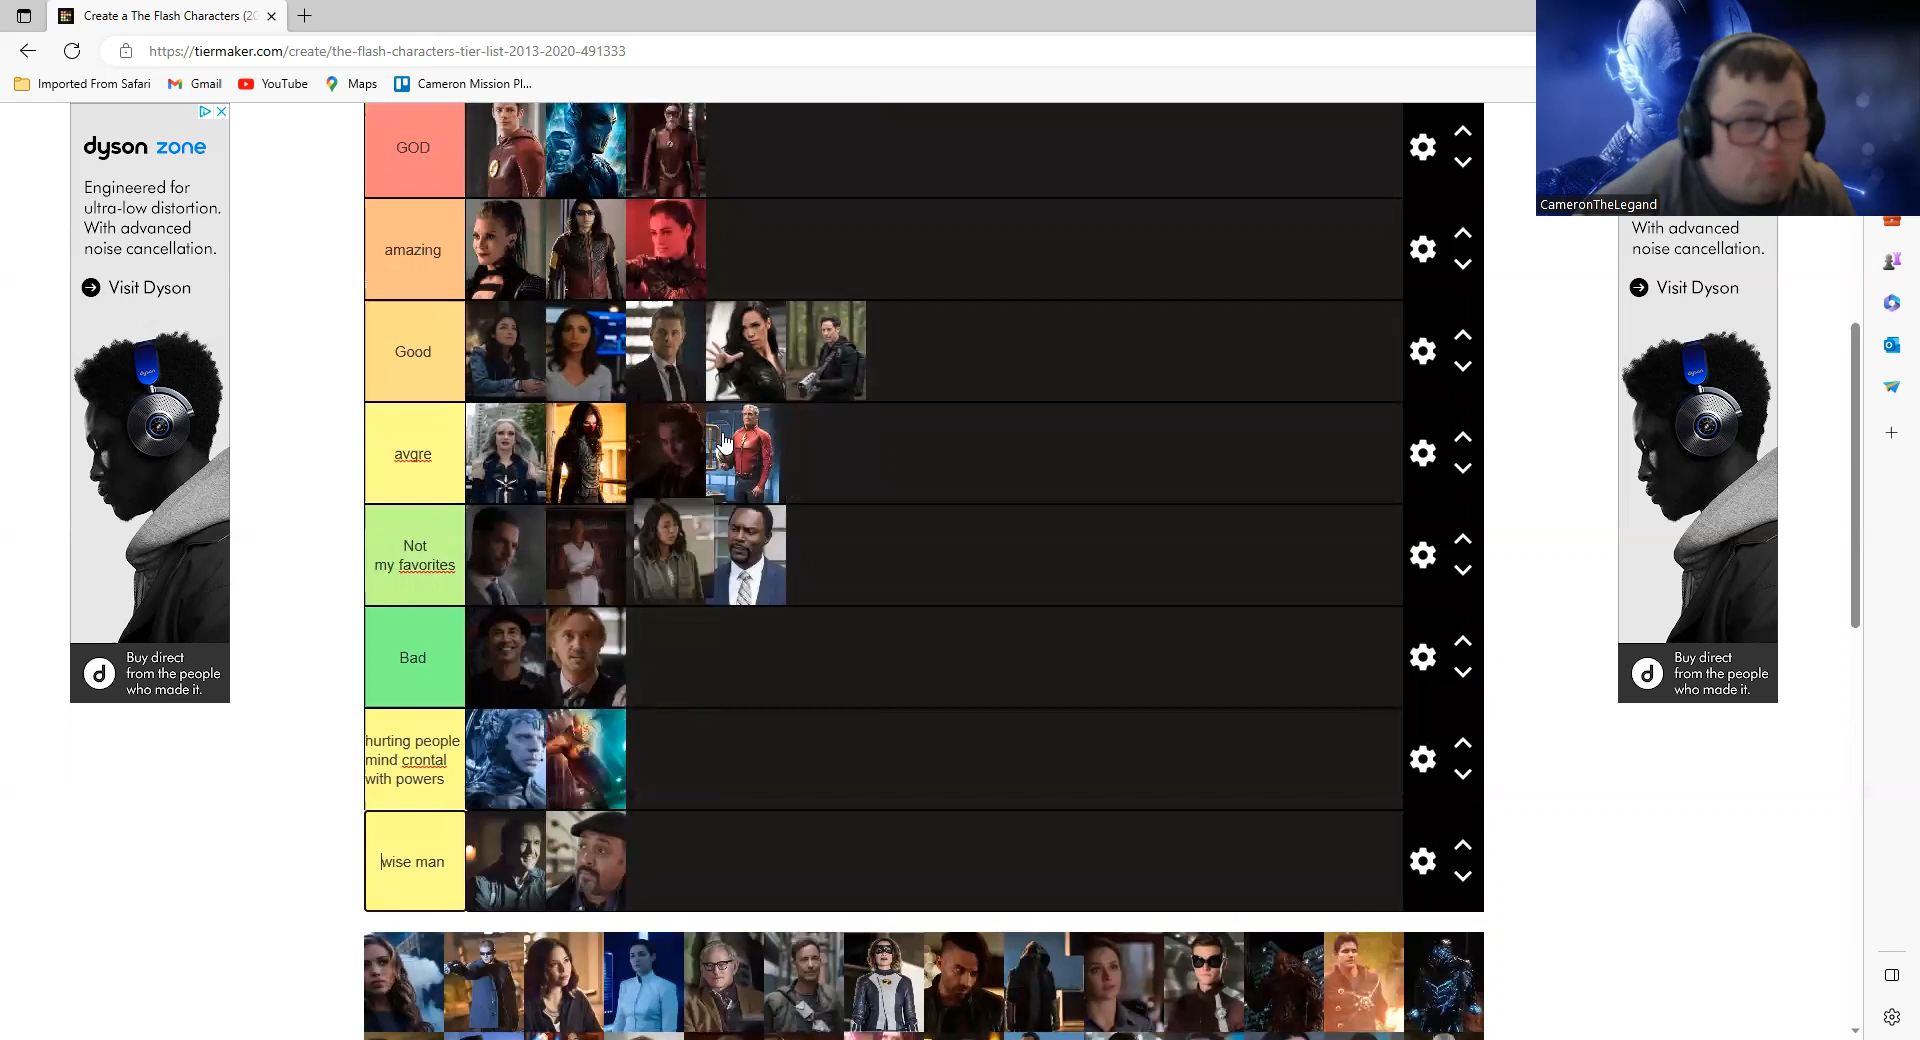 Create a The Flash Characters (20
https://tiermaker.com/create/the-flash-characters-tier-list-2013-2020-491333
Imported From Safari
Gmail
YouTube
Maps
Cameron Mission Pl...
CameronTheLegand
dyson zone
Engineered for
ultra-low distortion.
With advanced
noise cancellation.
Visit Dyson
dyson
Buy direct
from the people
who made it.
GOD
amazing
Good
avgre
Not
my favorites
Bad
hurting people
mind crontal
with powers
wise man
With advanced
noise cancellation.
Visit Dyson
dyson
Buy direct
from the people
who made it.